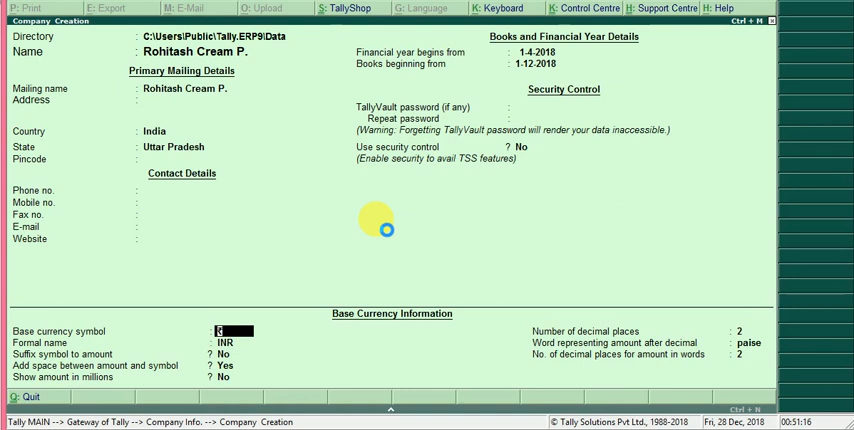 P: Print E: Export M: E-Mail O: Upload S: TallyShop G: Language K: Keyboard K: Control Centre H: Support Centre H: Help
Company Creation Ctrl + M
Directory : C:\Users\Public\Tally.ERP9\Data
Name : Rohitash Cream P.
Primary Mailing Details
Mailing name : Rohitash Cream P.
Address :
Country : India
State : Uttar Pradesh
Pincode :
Contact Details
Phone no. :
Mobile no. :
Fax no. :
E-mail :
Website :
Books and Financial Year Details
Financial year begins from : 1-4-2018
Books beginning from : 1-12-2018
Security Control
TallyVault password (if any) :
Repeat password :
(Warning: Forgetting TallyVault password will render your data inaccessible.)
Use security control ? No
(Enable security to avail TSS features)
Base Currency Information
Base currency symbol : ₹
Formal name : INR
Suffix symbol to amount ? No
Add space between amount and symbol ? Yes
Show amount in millions ? No
Number of decimal places : 2
Word representing amount after decimal : paise
No. of decimal places for amount in words : 2
Q: Quit
Ctrl + N
Tally MAIN --> Gateway of Tally --> Company Info. --> Company Creation © Tally Solutions Pvt Ltd., 1988-2018 Fri, 28 Dec, 2018 00:51:16